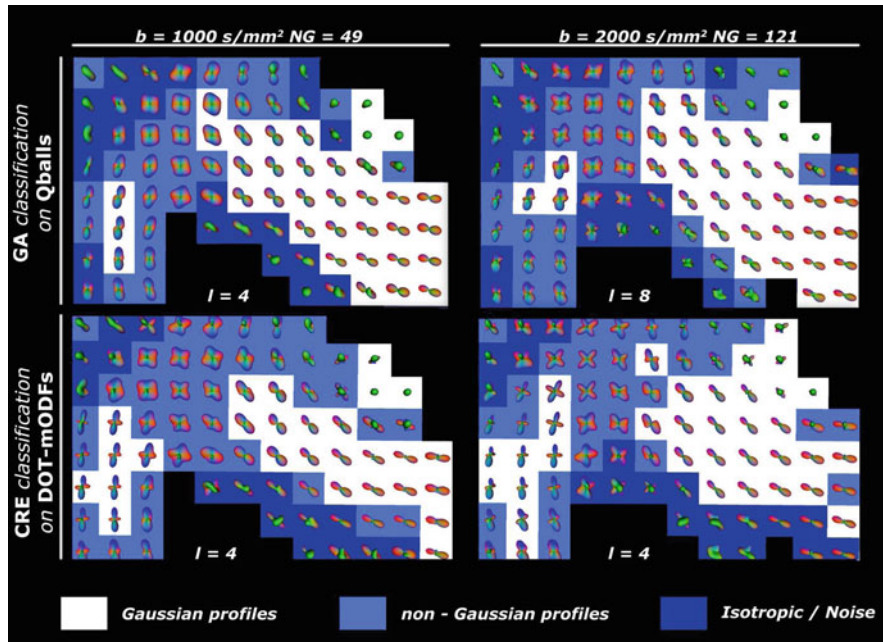 b = 1000 s/mm² NG = 49
b = 2000 s/mm² NG = 121
GA classification
on Qballs
l = 4
l = 8
CRE classification
on DOT-mODFs
l = 4
l = 4
Gaussian profiles
non - Gaussian profiles
Isotropic / Noise